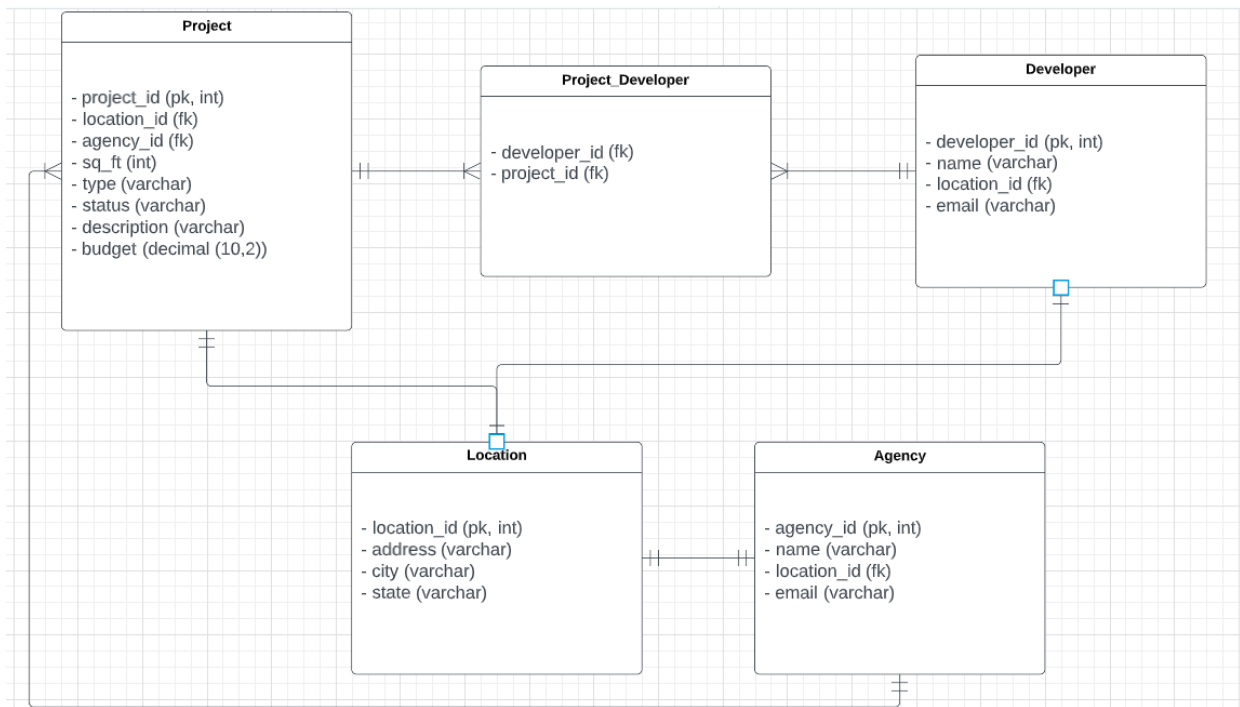 Project
- project_id (pk, int)
- location_id (fk)
- agency_id (fk)
- sq_ft (int)
- type (varchar)
- status (varchar)
- description (varchar)
- budget (decimal (10,2))
Project_Developer
- developer_id (fk)
- project_id (fk)
Developer
- developer_id (pk, int)
- name (varchar)
- location_id (fk)
- email (varchar)
Location
- location_id (pk, int)
- address (varchar)
- city (varchar)
- state (varchar)
Agency
- agency_id (pk, int)
- name (varchar)
- location_id (fk)
- email (varchar)